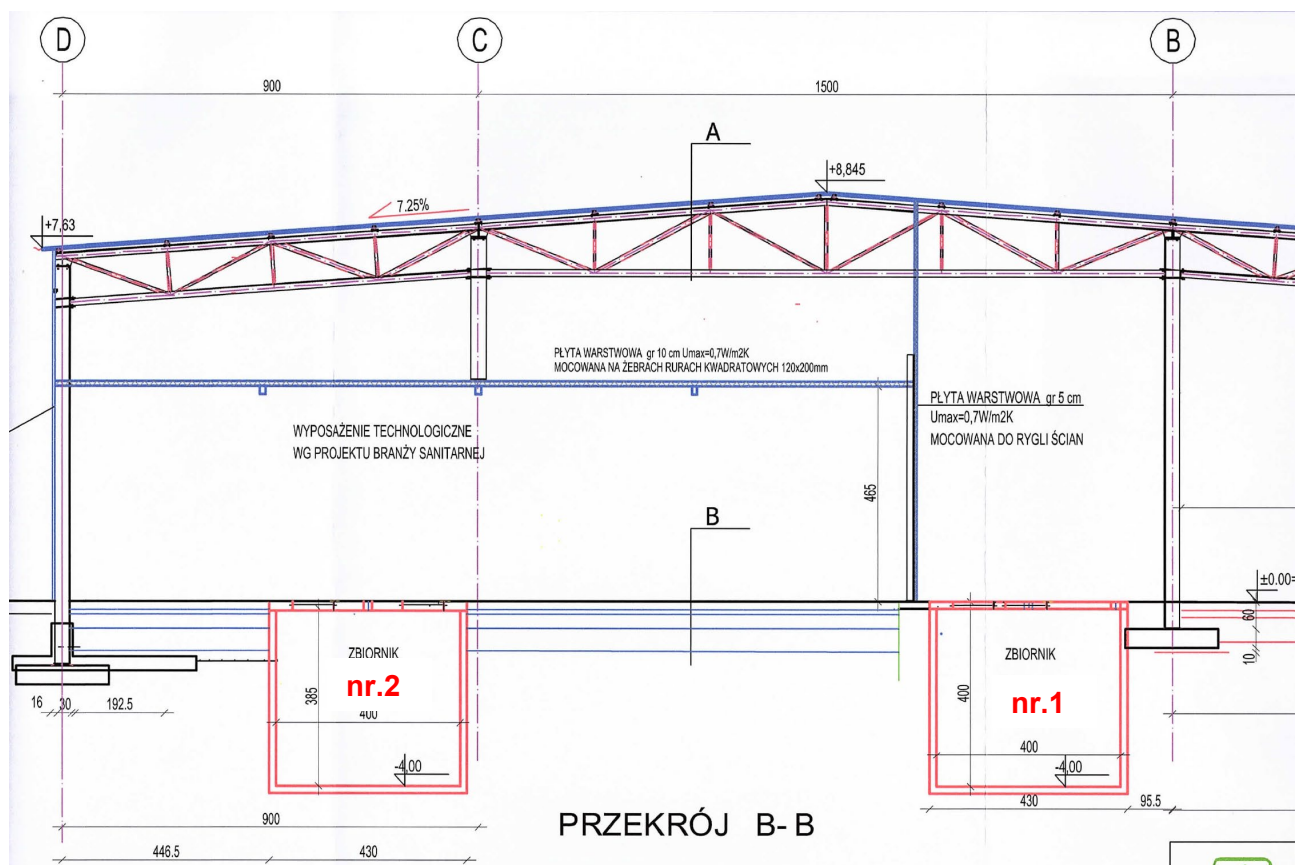 D
C
B
900
1500
A
+8,845
7.25%
+7,63
PŁYTA WARSTWOWA gr 10 cm Umax=0,7W/m2K
MOCOWANA NA ŻEBRACH RURACH KWADRATOWYCH 120x200mm
PŁYTA WARSTWOWA gr 5 cm
Umax=0,7W/m2K
MOCOWANA DO RYGLI ŚCIAN
WYPOSAŻENIE TECHNOLOGICZNE
WG PROJEKTU BRANŻY SANITARNEJ
465
B
±0.00=
60
10
ZBIORNIK
nr.2
385
400
-4,00
ZBIORNIK
nr.1
400
400
-4,00
16
30
192.5
430
95.5
900
PRZEKRÓJ B-B
446.5
430